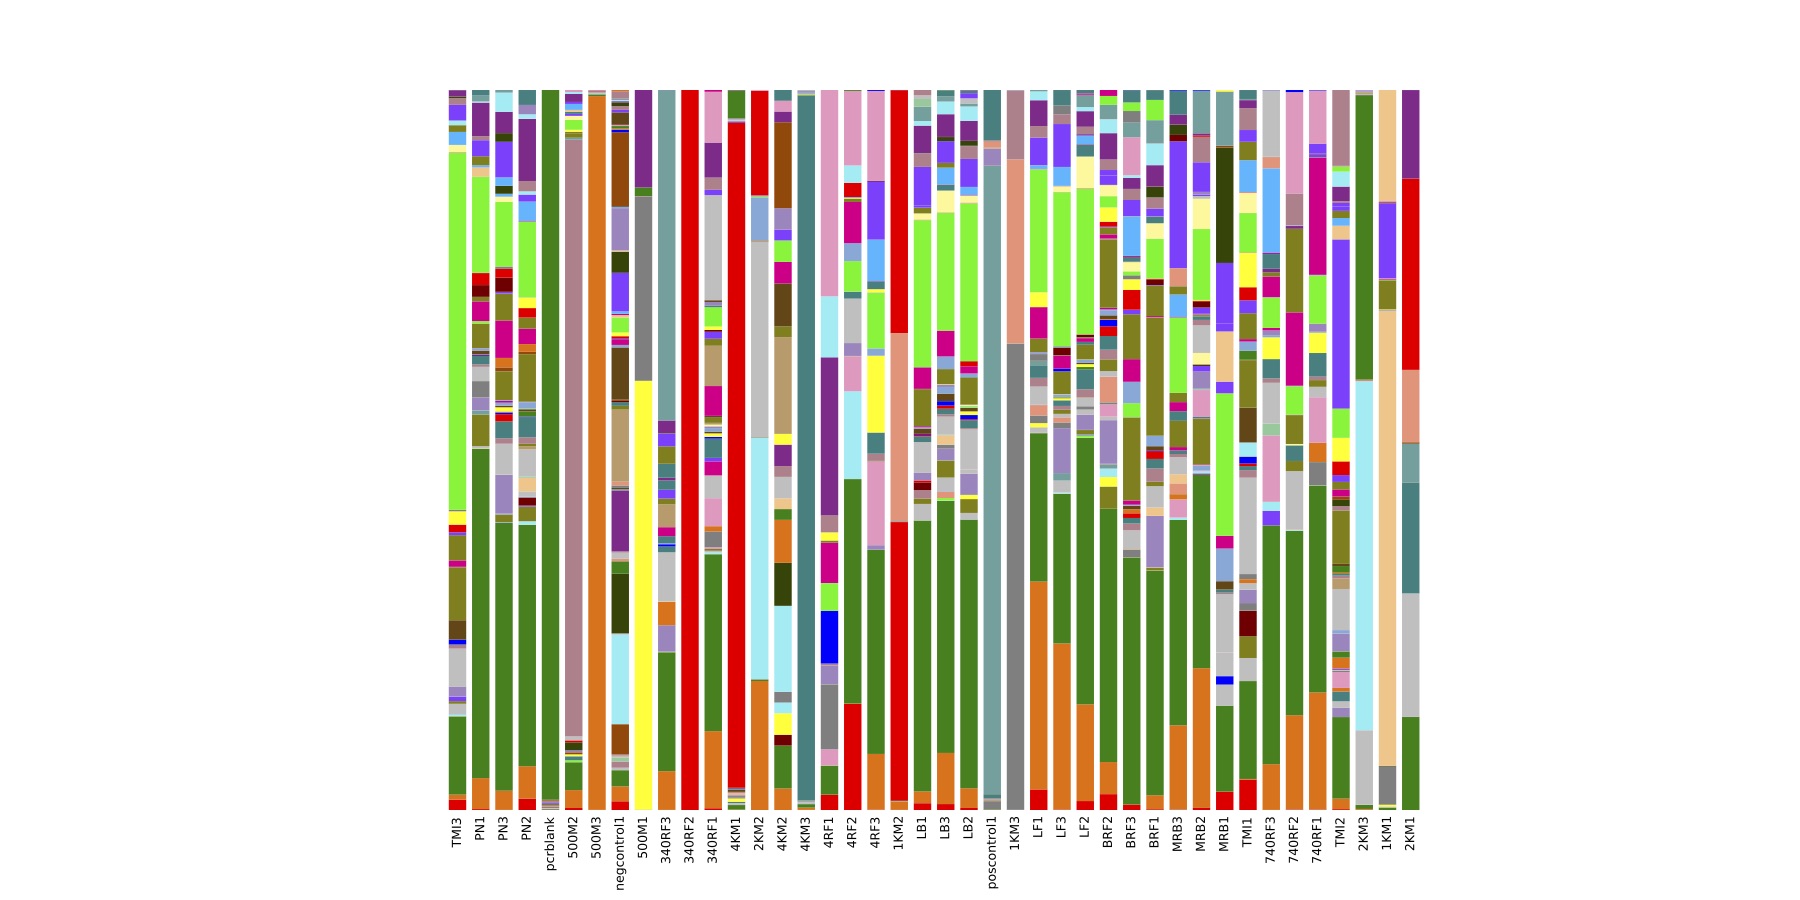 TMI3
PN1
PN3
PN2
pcrblank
500M2
500M3
negcontrol1
500M1
340RF3
340RF2
340RF1
4KM1
2KM2
4KM2
4KM3
4RF1
4RF2
4RF3
1KM2
LB1
LB3
LB2
poscontrol1
1KM3
LF1
LF3
LF2
BRF2
BRF3
BRF1
MRB3
MRB2
MRB1
TMI1
740RF3
740RF2
740RF1
TMI2
2KM3
1KM1
2KM1